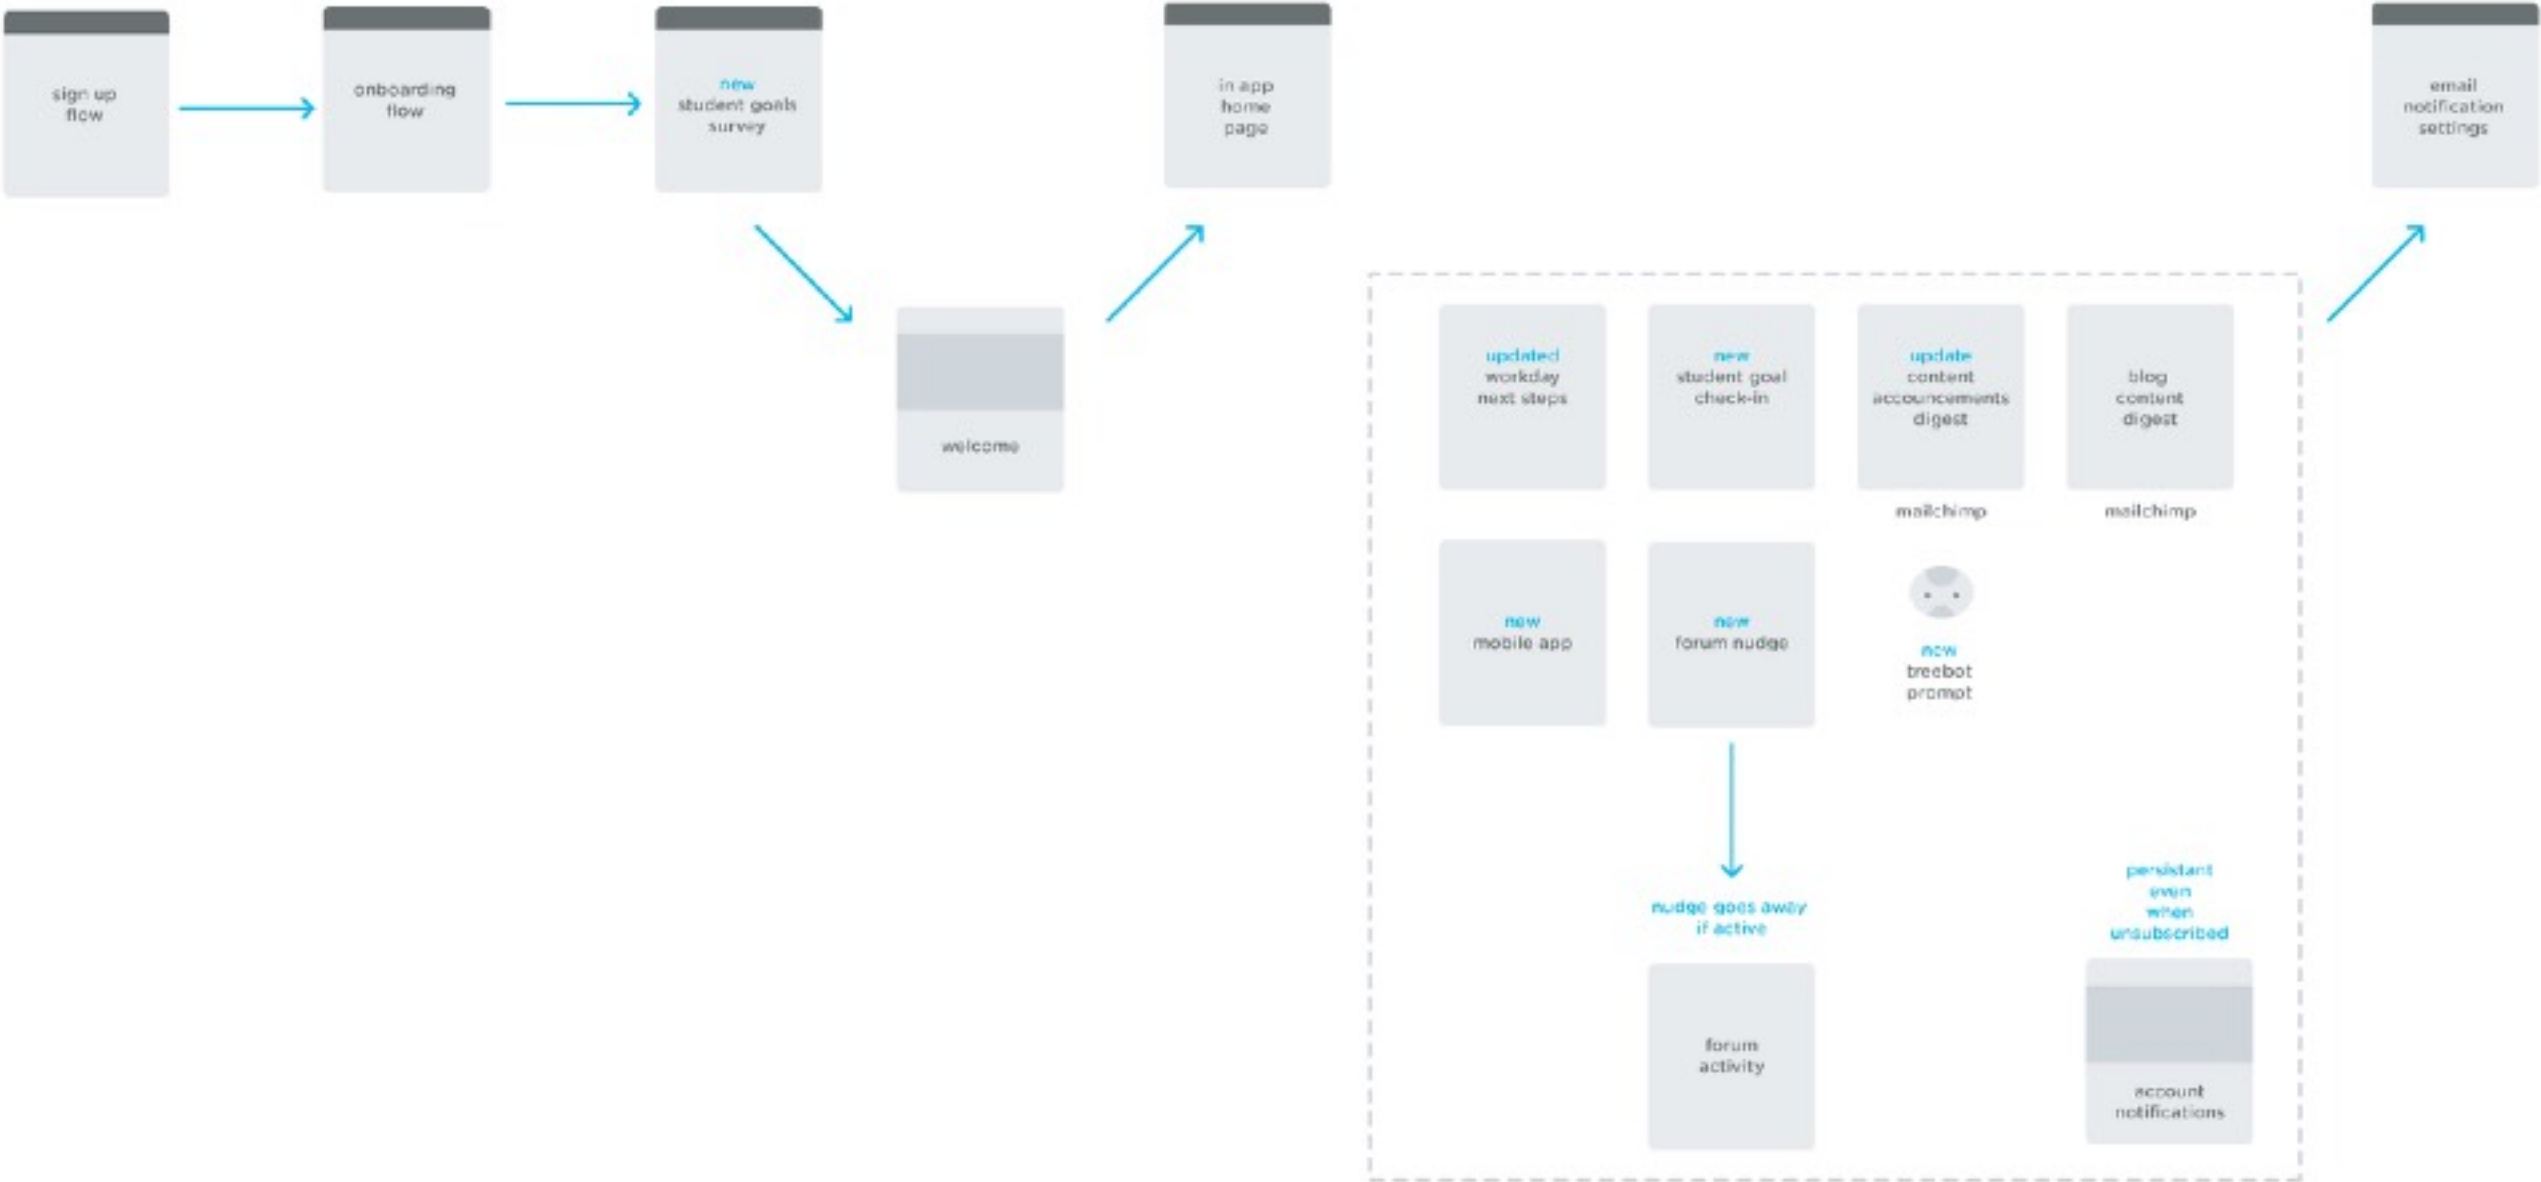 sign up
flow
onboarding
flow
new
student goals
survey
in app
home
page
email
notification
settings
welcome
updated
workday
next steps
new
student goal
check-in
update
content
accouncements
digest
mailchimp
blog
content
digest
mailchimp
new
mobile app
new
forum nudge
new
treebot
prompt
nudge goes away
if active
forum
activity
persistant
even
when
unsubscribed
account
notifications